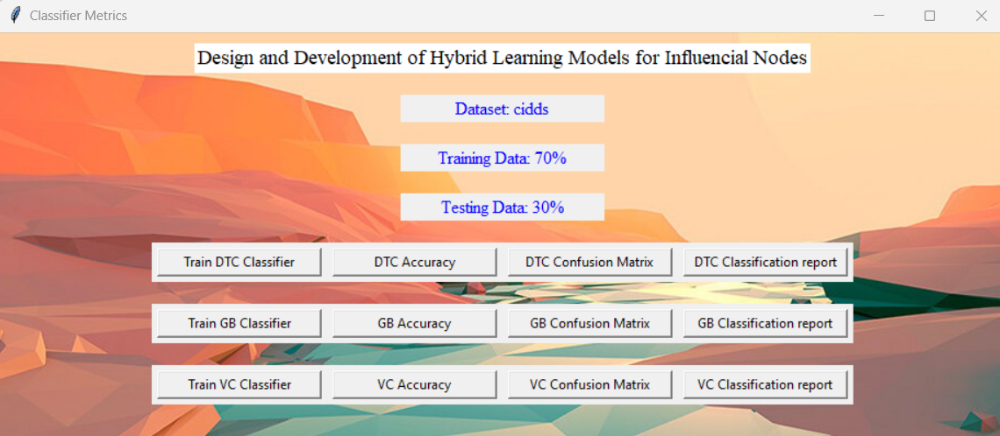 Classifier Metrics
Design and Development of Hybrid Learning Models for Influencial Nodes
Dataset: cidds
Training Data: 70%
Testing Data: 30%
Train DTC Classifier DTC Accuracy DTC Confusion Matrix DTC Classification report
Train GB Classifier GB Accuracy GB Confusion Matrix GB Classification report
Train VC Classifier VC Accuracy VC Confusion Matrix VC Classification report